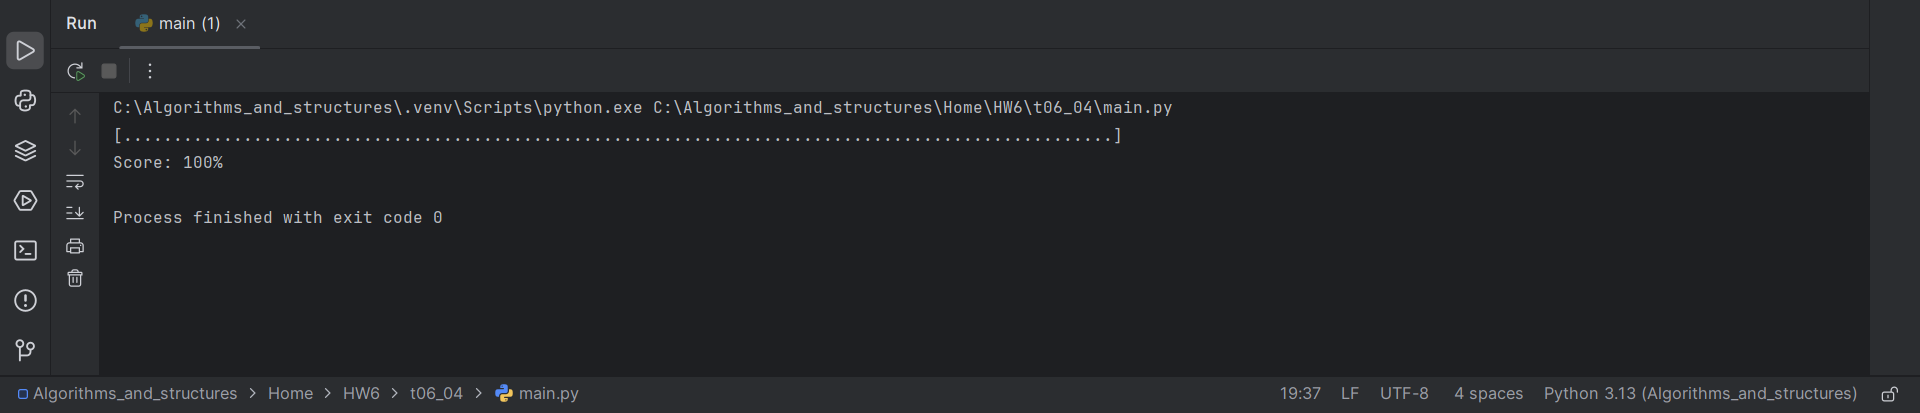 Run main (1)
C:\Algorithms_and_structures\.venv\Scripts\python.exe C:\Algorithms_and_structures\Home\HW6\t06_04\main.py
[...................................................................................................]
Score: 100%
Process finished with exit code 0
Algorithms_and_structures > Home > HW6 > t06_04 > main.py 19:37 LF UTF-8 4 spaces Python 3.13 (Algorithms_and_structures)